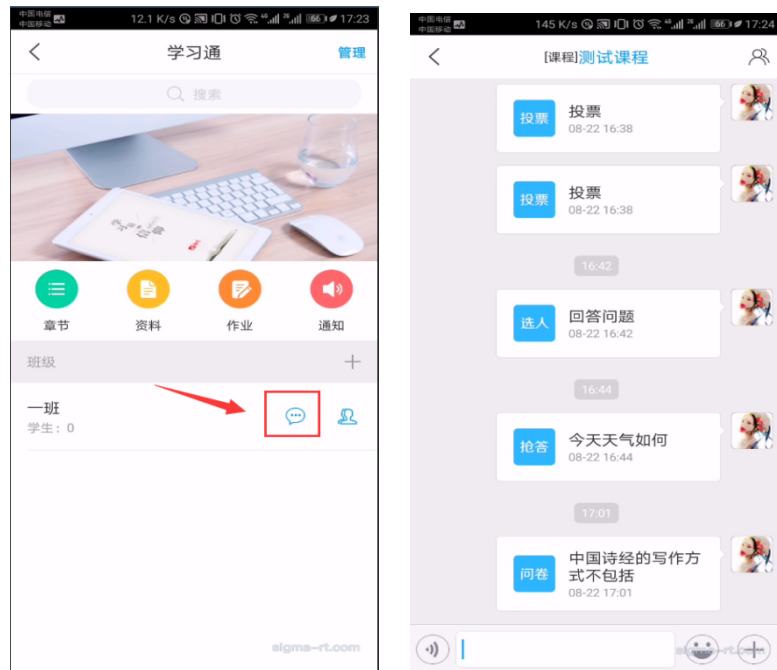 中国电信
中国移动
12.1 K/s
66
17:23
学习通
管理
搜索
章节
资料
作业
通知
班级
一班
学生：0
sigma-rt.com
中国电信
中国移动
145 K/s
66
17:24
[课程]测试课程
投票
投票
08-22 16:38
投票
投票
08-22 16:38
16:42
选人
回答问题
08-22 16:42
16:44
抢答
今天天气如何
08-22 16:44
17:01
问卷
中国诗经的写作方
式不包括
08-22 17:01